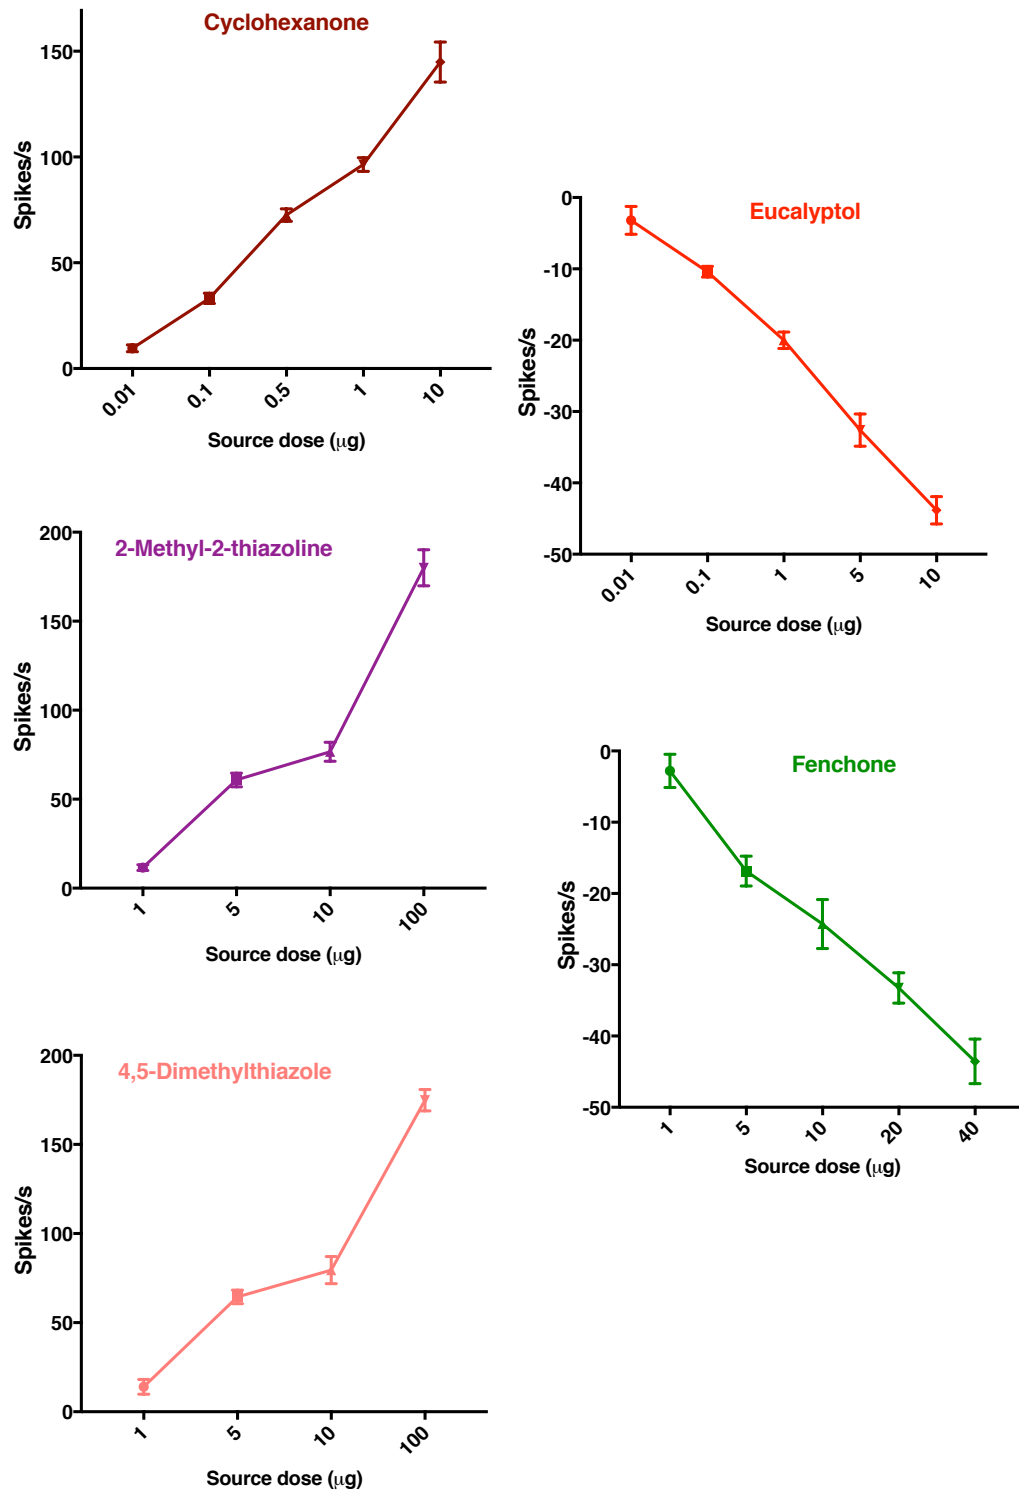 Cyclohexanone
Spikes/s
150
100
50
0
0.01 0.1 0.5 1 10
Source dose (μg)
Eucalyptol
Spikes/s
0
-10
-20
-30
-40
-50
0.01 0.1 1 5 10
Source dose (μg)
2-Methyl-2-thiazoline
Spikes/s
200
150
100
50
0
1 5 10 100
Source dose (μg)
Fenchone
Spikes/s
0
-10
-20
-30
-40
-50
1 5 10 20 40
Source dose (μg)
4,5-Dimethylthiazole
Spikes/s
200
150
100
50
0
1 5 10 100
Source dose (μg)